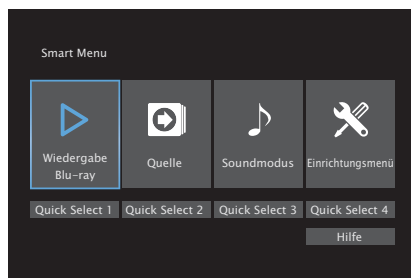 Smart Menu
Wiedergabe
Blu-ray
Quelle
Soundmodus
Einrichtungsmenü
Quick Select 1
Quick Select 2
Quick Select 3
Quick Select 4
Hilfe